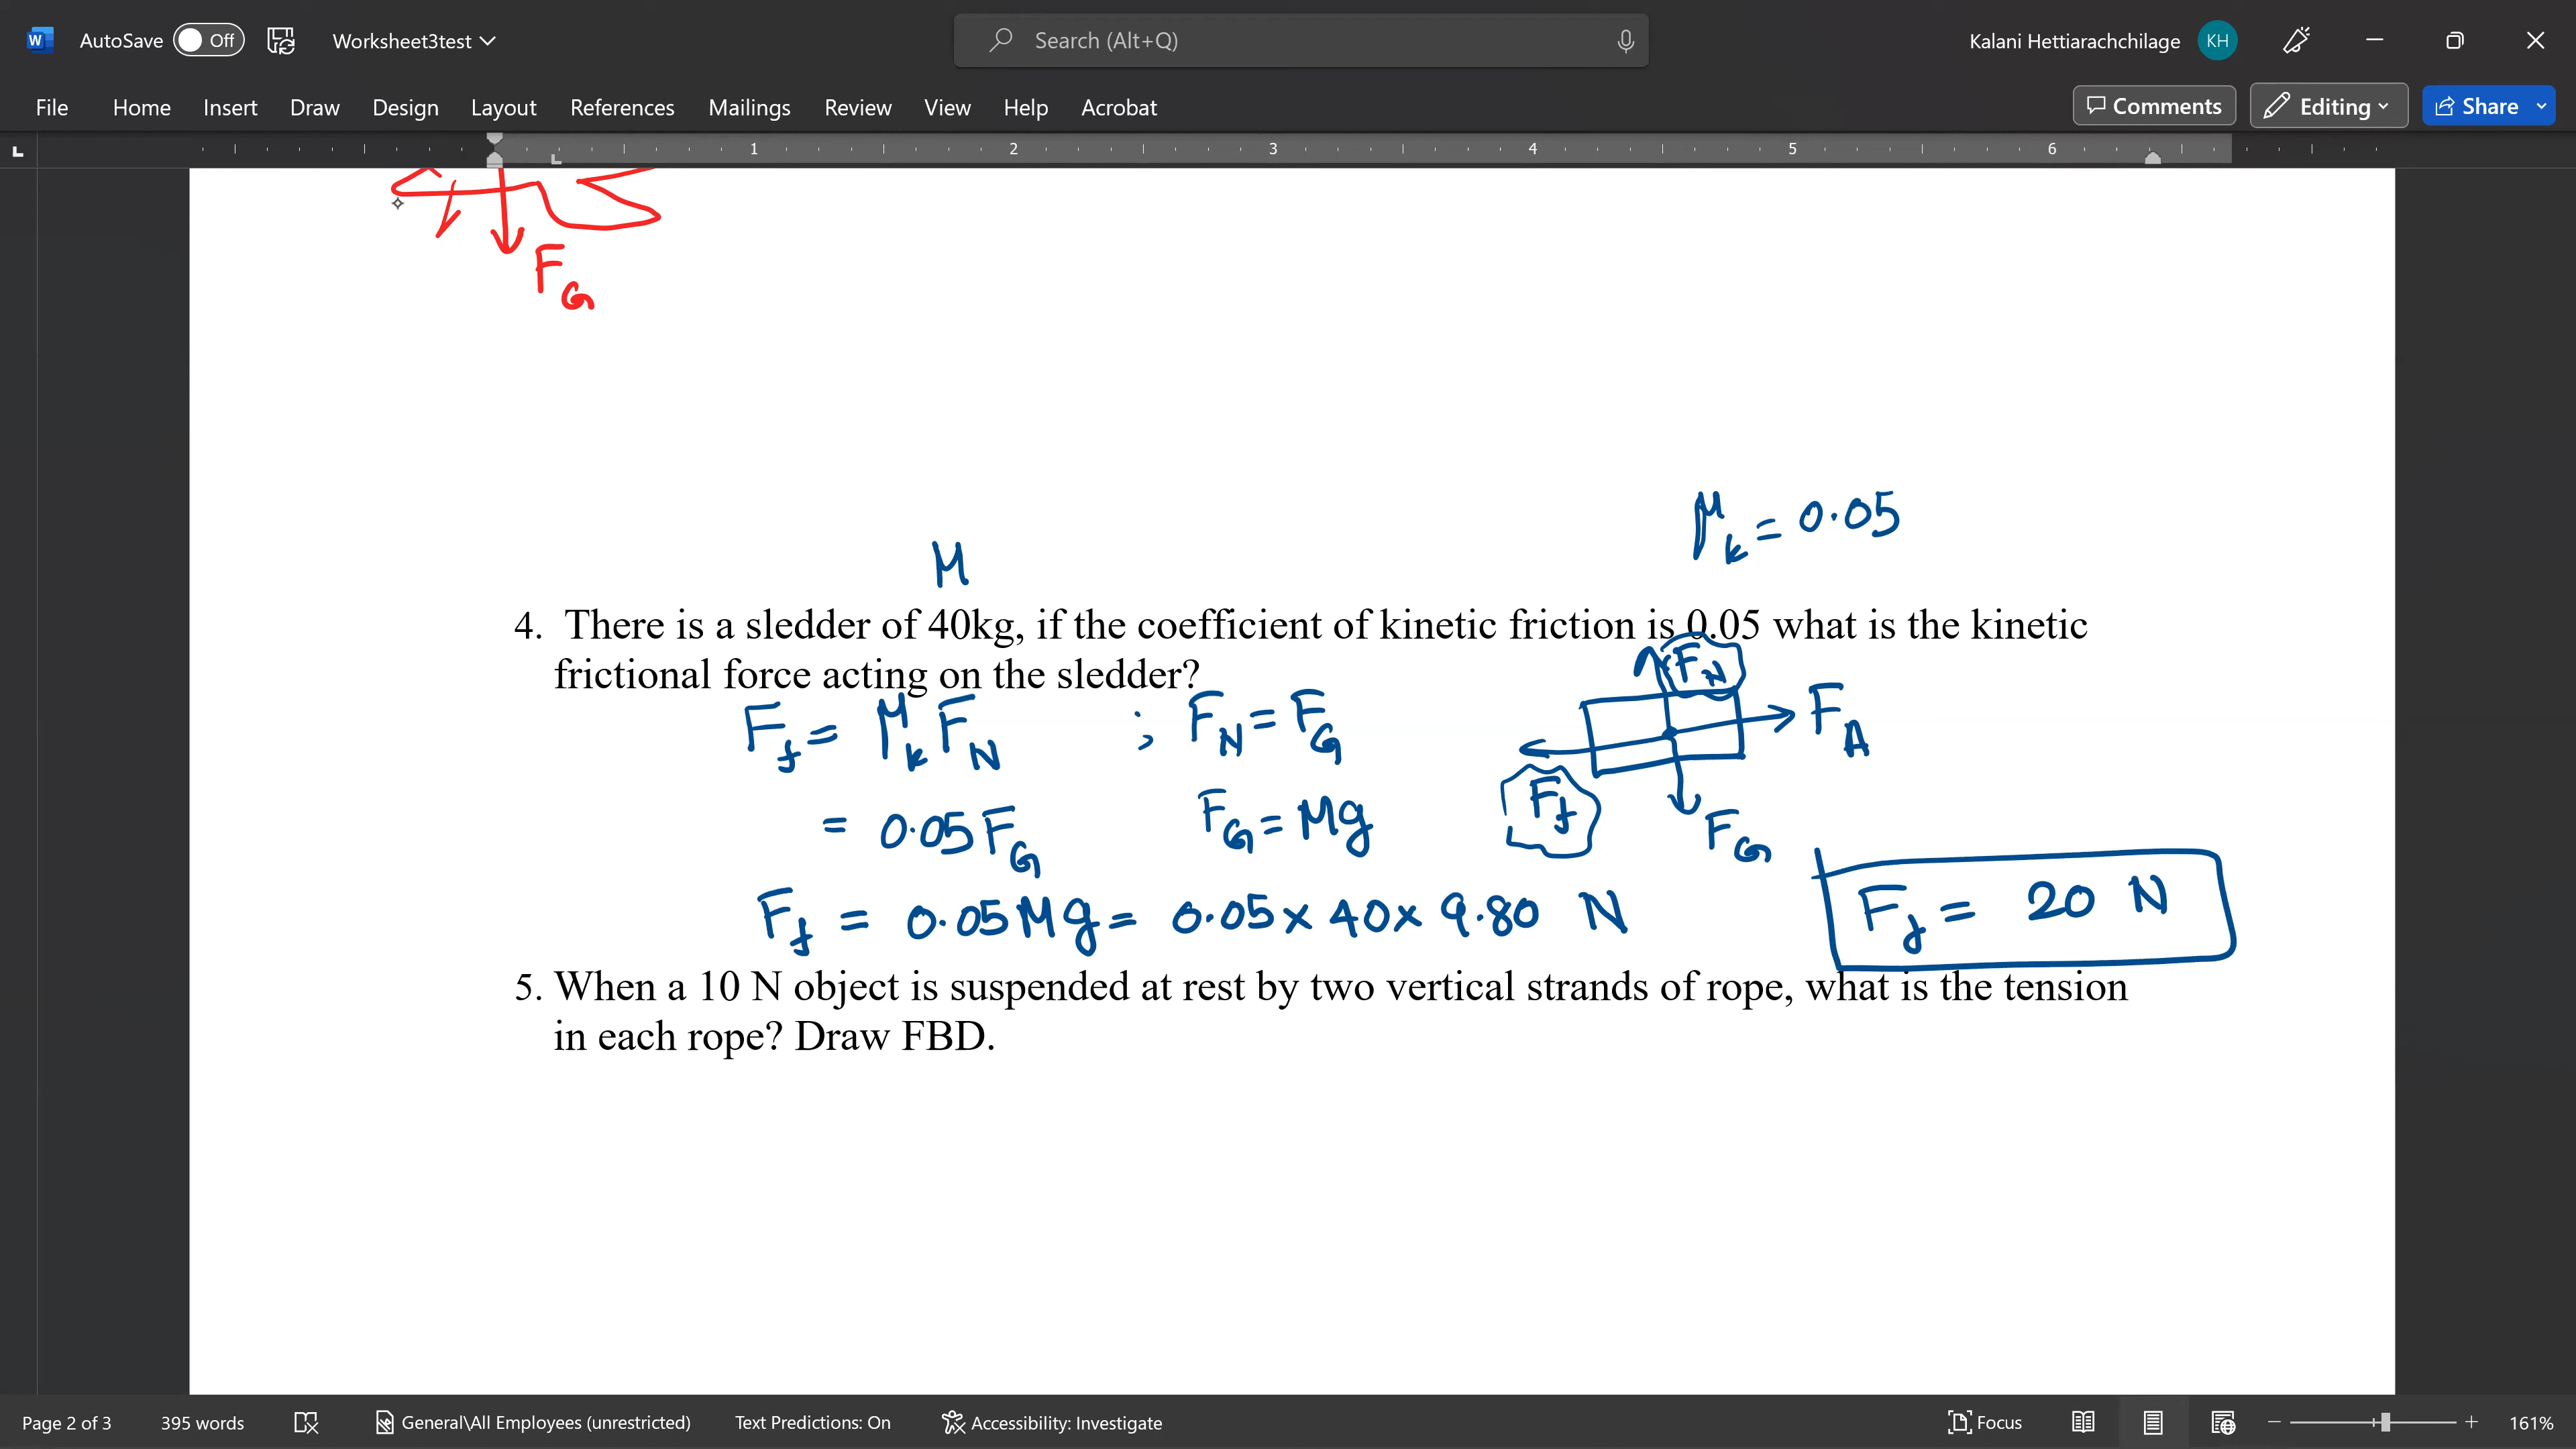 AutoSave Off Worksheet3test Search (Alt+Q) Kalani Hettiarachchilage KH
File Home Insert Draw Design Layout References Mailings Review View Help Acrobat Comments Editing Share
1 2 3 4 5 6
F_G
μ_k = 0.05
M
4. There is a sledder of 40kg, if the coefficient of kinetic friction is 0.05 what is the kinetic
frictional force acting on the sledder?
F_N
F_f = μ_k F_N ; F_N = F_G
F_A
= 0.05 F_G F_G = Mg
F_f
F_G
F_f = 0.05 Mg = 0.05 × 40 × 9.80 N
F_f = 20 N
5. When a 10 N object is suspended at rest by two vertical strands of rope, what is the tension
in each rope? Draw FBD.
Page 2 of 3 395 words General\All Employees (unrestricted) Text Predictions: On Accessibility: Investigate Focus 161%